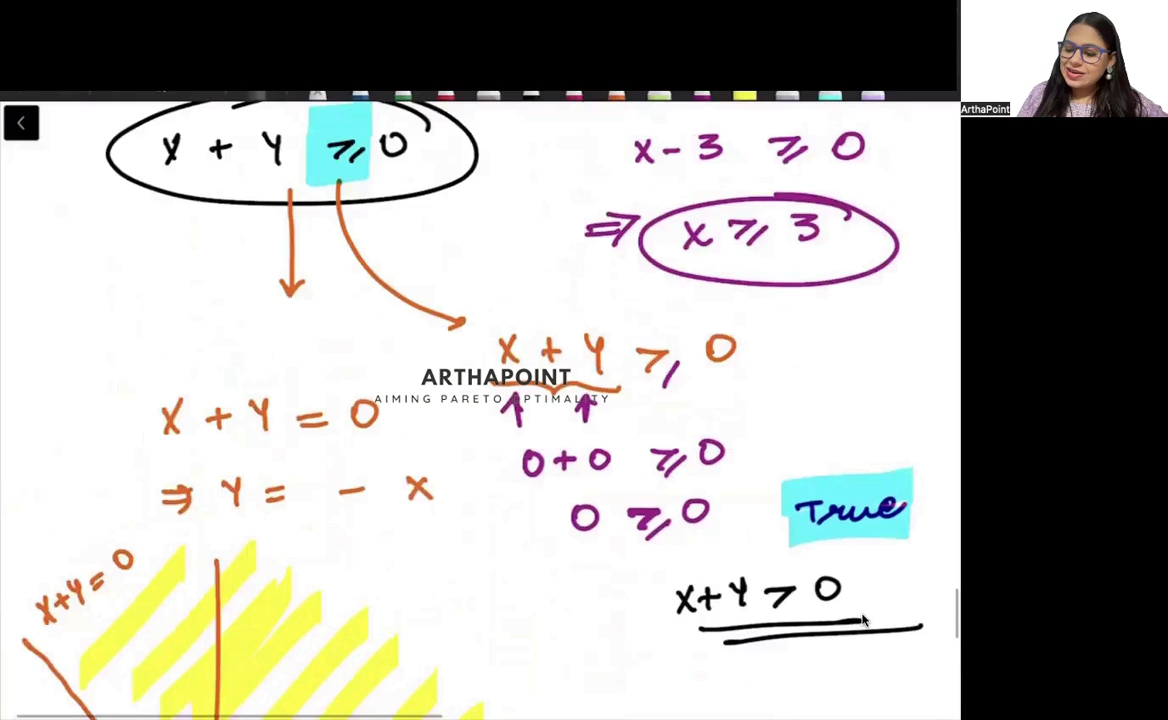 ArthaPoint
X + Y ≥ 0
x - 3 ≥ 0
⇒ x ≥ 3
X + Y ≥ 0
ARTHAPOINT
AIMING PARETO OPTIMALITY
X + Y = 0
0 + 0 ≥ 0
⇒ Y = - X
0 ≥ 0
True
X+Y=0
X+Y > 0